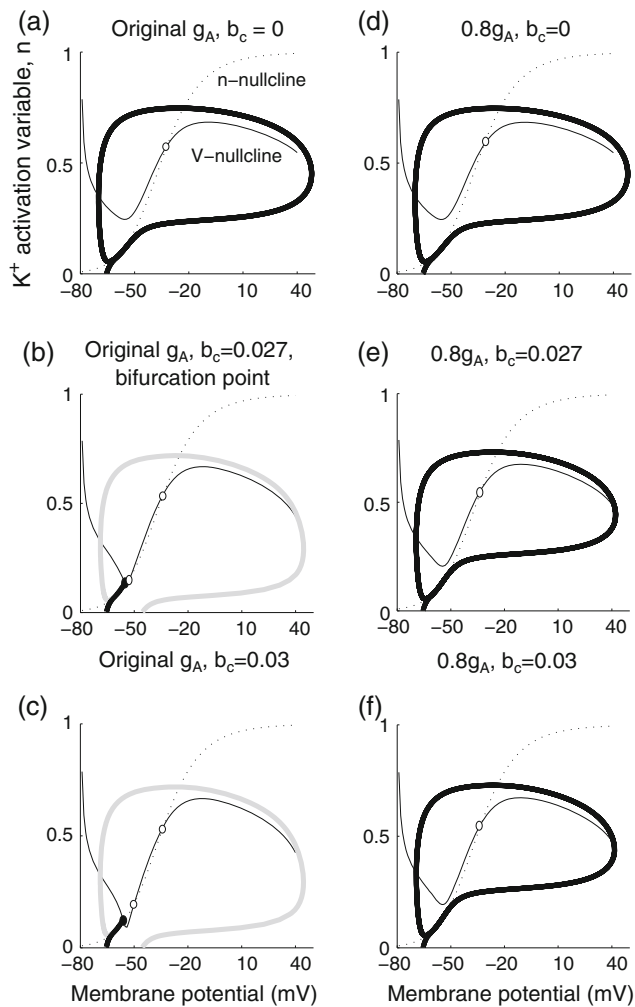 (a)
Original g_A, b_c = 0
K⁺ activation variable, n
1
0.5
0
n−nullcline
V−nullcline
−80 −50 −20 10 40
(d)
0.8g_A, b_c=0
1
0.5
0
−80 −50 −20 10 40
(b)
Original g_A, b_c=0.027,
bifurcation point
1
0.5
0
−80 −50 −20 10 40
(e)
0.8g_A, b_c=0.027
1
0.5
0
−80 −50 −20 10 40
(c)
Original g_A, b_c=0.03
1
0.5
0
−80 −50 −20 10 40
Membrane potential (mV)
(f)
0.8g_A, b_c=0.03
1
0.5
0
−80 −50 −20 10 40
Membrane potential (mV)